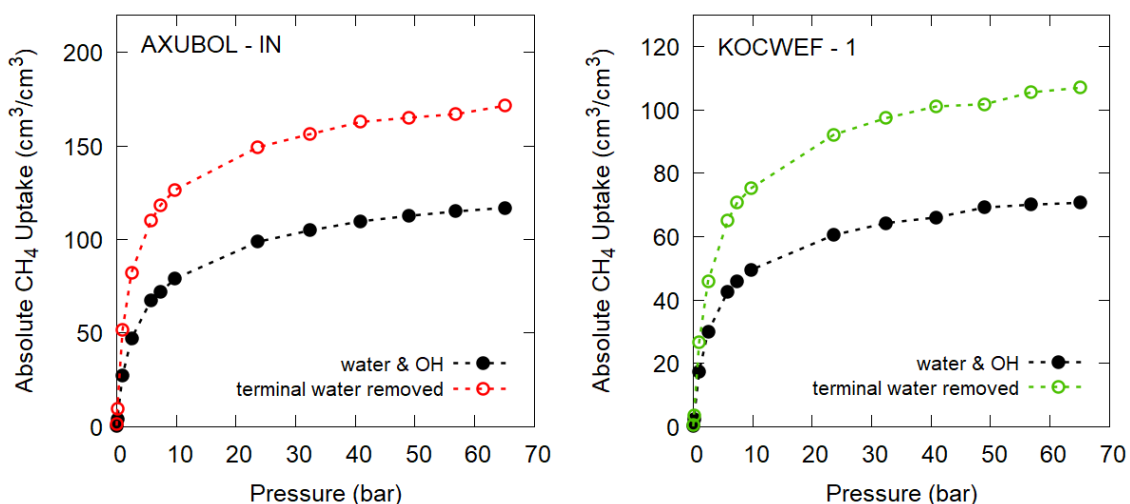 AXUBOL - IN
Absolute CH₄ Uptake (cm³/cm³)
200
150
100
50
0
water & OH
terminal water removed
0 10 20 30 40 50 60 70
Pressure (bar)
KOCWEF - 1
Absolute CH₄ Uptake (cm³/cm³)
120
100
80
60
40
20
0
water & OH
terminal water removed
0 10 20 30 40 50 60 70
Pressure (bar)